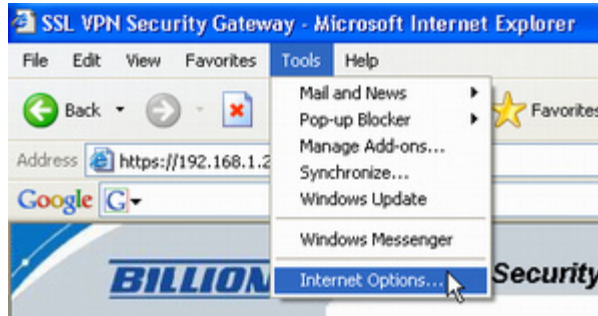 SSL VPN Security Gateway - Microsoft Internet Explorer
File Edit View Favorites Tools Help
Mail and News
Back Pop-up Blocker Favorites
Manage Add-ons...
Address https://192.168.1.2
Synchronize...
Google G Windows Update
Windows Messenger
BILLION Internet Options... Security